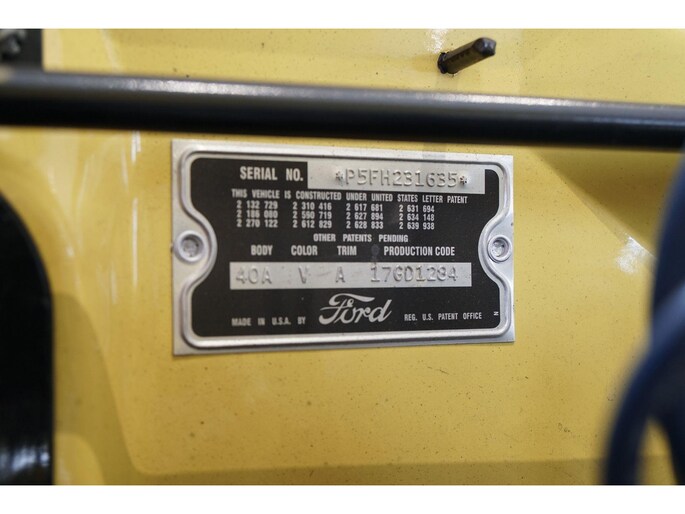 SERIAL NO. *P5FH231635*
THIS VEHICLE IS CONSTRUCTED UNDER UNITED STATES LETTER PATENT
2 132 729 2 310 416 2 617 681 2 631 694
2 186 080 2 560 719 2 627 894 2 634 148
2 270 122 2 612 829 2 628 833 2 639 938
OTHER PATENTS PENDING
BODY COLOR TRIM PRODUCTION CODE
40A V A 17GD1284
MADE IN U.S.A. BY Ford REG. U.S. PATENT OFFICE